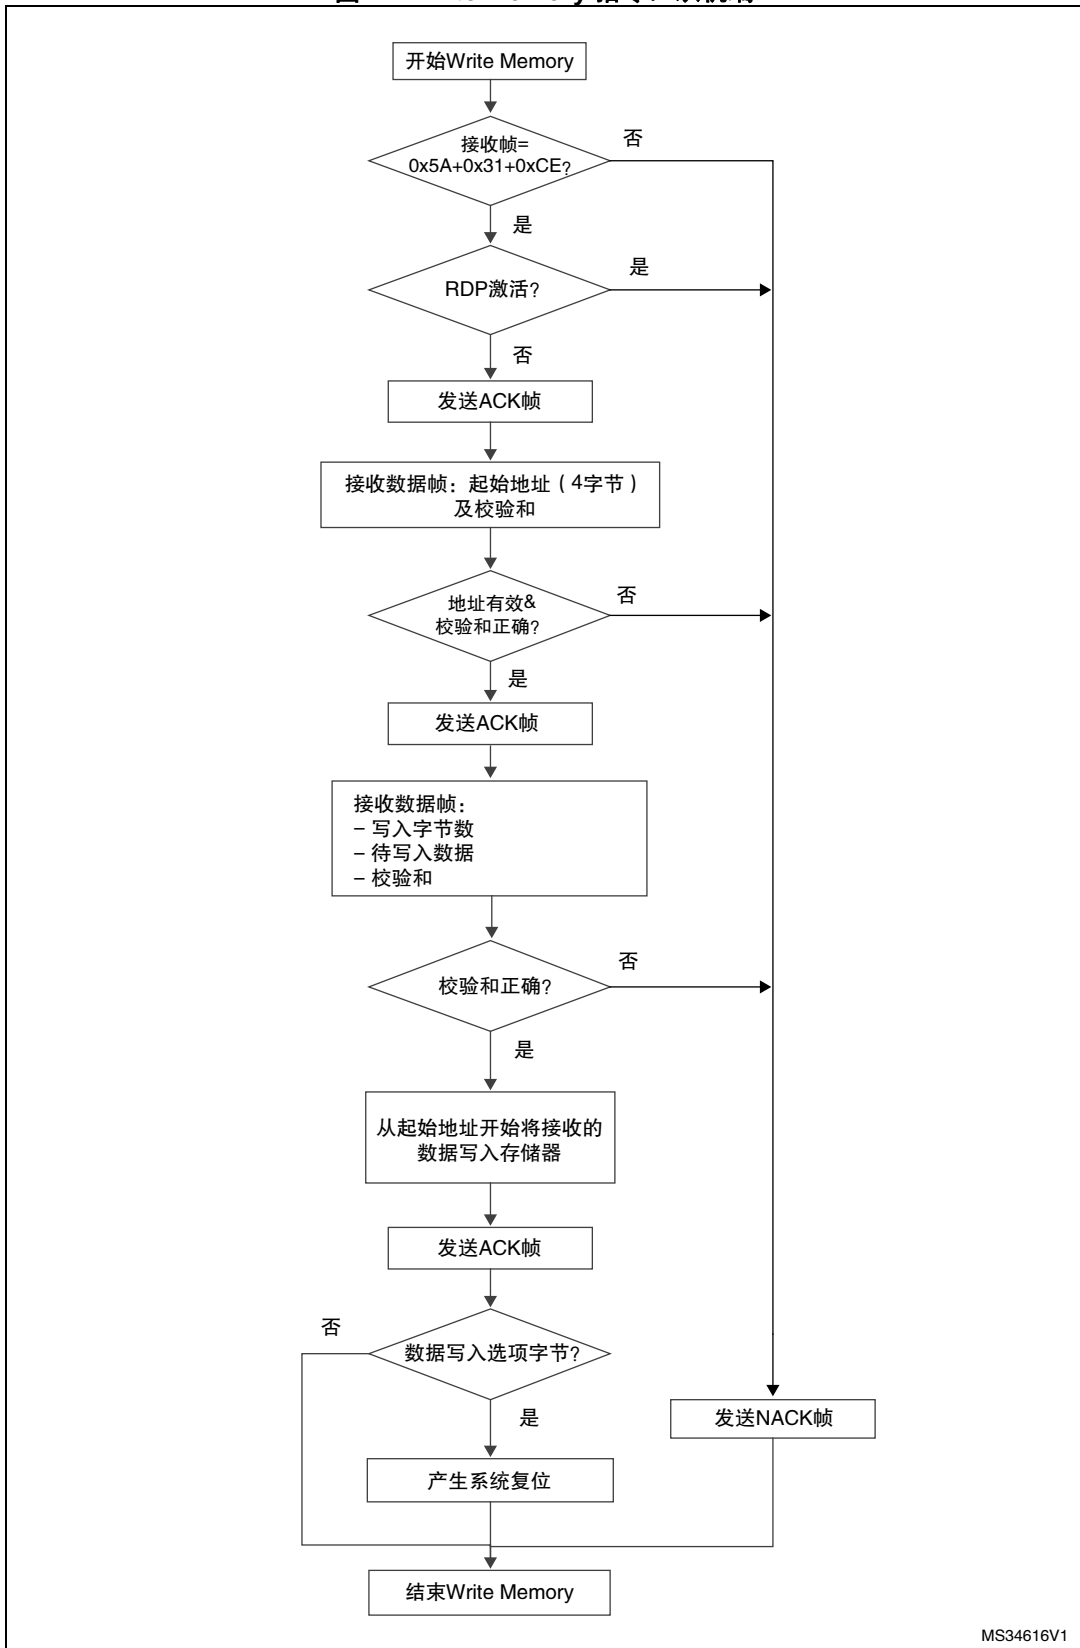 开始Write Memory
接收帧=
0x5A+0x31+0xCE?
否
是
RDP激活?
是
否
发送ACK帧
接收数据帧：起始地址（4字节）
及校验和
地址有效&
校验和正确?
否
是
发送ACK帧
接收数据帧：
– 写入字节数
– 待写入数据
– 校验和
校验和正确?
否
是
从起始地址开始将接收的
数据写入存储器
发送ACK帧
否
数据写入选项字节?
是
发送NACK帧
产生系统复位
结束Write Memory
MS34616V1